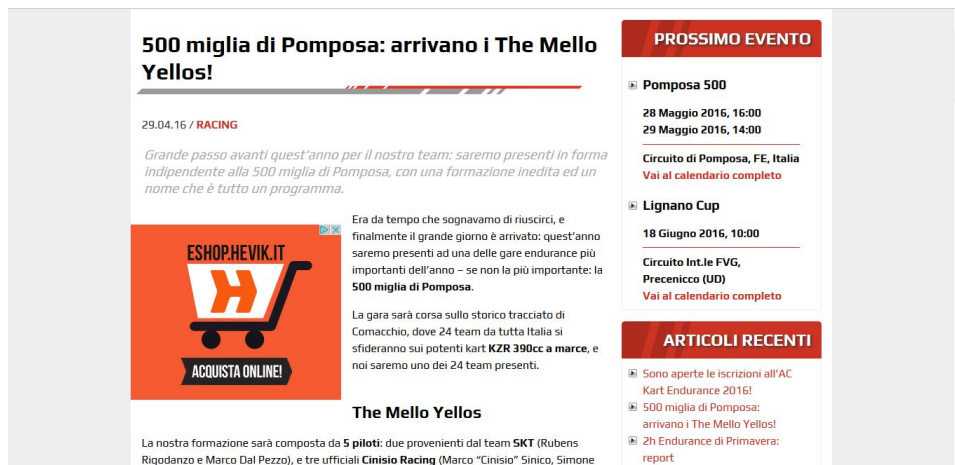 500 miglia di Pomposa: arrivano i The Mello
Yellos!
29.04.16 / RACING
Grande passo avanti quest'anno per il nostro team: saremo presenti in forma
indipendente alla 500 miglia di Pomposa, con una formazione inedita ed un
nome che è tutto un programma.
ESHOP.HEVIK.IT
ACQUISTA ONLINE!
Era da tempo che sognavamo di riuscirci, e
finalmente il grande giorno è arrivato: quest'anno
saremo presenti ad una delle gare endurance più
importanti dell'anno – se non la più importante: la
500 miglia di Pomposa.
La gara sarà corsa sullo storico tracciato di
Comacchio, dove 24 team da tutta Italia si
sfideranno sui potenti kart KZR 390cc a marce, e
noi saremo uno dei 24 team presenti.
The Mello Yellos
La nostra formazione sarà composta da 5 piloti: due provenienti dal team SKT (Rubens
Rigodanzo e Marco Dal Pezzo), e tre ufficiali Cinisio Racing (Marco “Cinisio” Sinico, Simone
PROSSIMO EVENTO
Pomposa 500
28 Maggio 2016, 16:00
29 Maggio 2016, 14:00
Circuito di Pomposa, FE, Italia
Vai al calendario completo
Lignano Cup
18 Giugno 2016, 10:00
Circuito Int.le FVG,
Precenicco (UD)
Vai al calendario completo
ARTICOLI RECENTI
Sono aperte le iscrizioni all'AC
Kart Endurance 2016!
500 miglia di Pomposa:
arrivano i The Mello Yellos!
2h Endurance di Primavera:
report